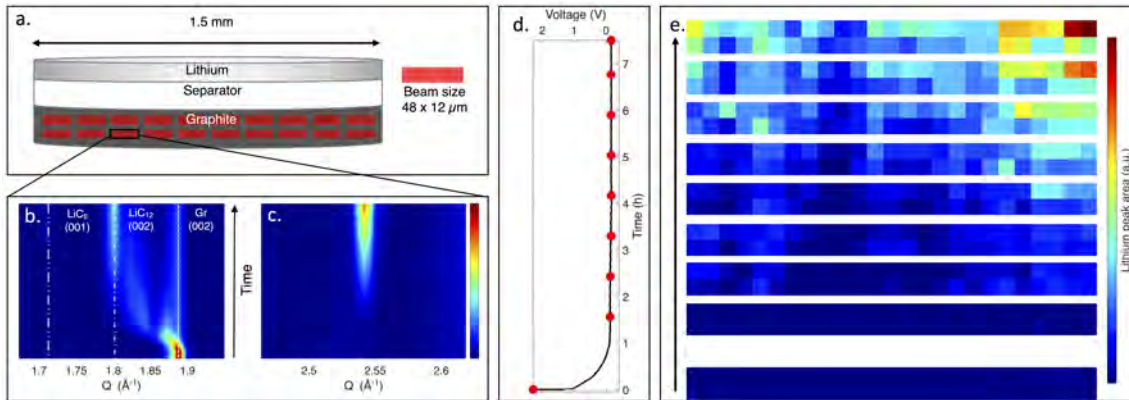 a.
1.5 mm
Lithium
Separator
Graphite
Beam size
48 x 12 µm
b.
LiC₆
(001)
LiC₁₂
(002)
Gr
(002)
1.7 1.75 1.8 1.85 1.9
Q (Å⁻¹)
Time
c.
2.5 2.55 2.6
Q (Å⁻¹)
d.
Voltage (V)
2 1 0
7
6
5
4
3
2
1
0
Time (h)
e.
Lithium peak area (a.u.)